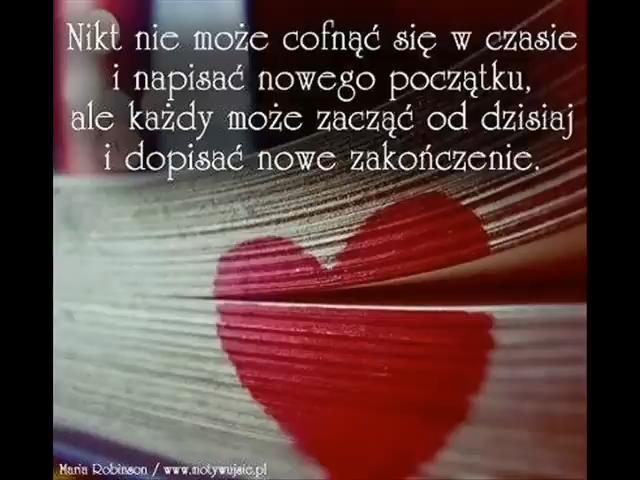 Nikt nie może cofnąć się w czasie
i napisać nowego początku,
ale każdy może zacząć od dzisiaj
i dopisać nowe zakończenie.
Maria Robinson / www.motywujsie.pl